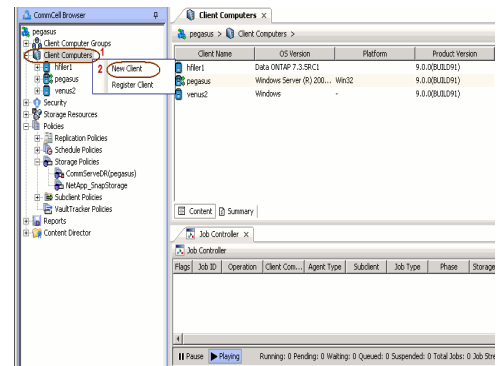 CommCell Browser
pegasus
Client Computer Groups
Client Computers
1
hfiler1
pegasus
venus2
Security
Storage Resources
Policies
Replication Policies
Schedule Policies
Storage Policies
CommServeDR(pegasus)
NetApp_SnapStorage
Subclient Policies
VaultTracker Policies
Reports
Content Director
2
New Client
Register Client
Client Computers
pegasus > Client Computers >
Client Name OS Version Platform Product Version
hfiler1 Data ONTAP 7.3.5RC1 9.0.0(BUILD91)
pegasus Windows Server (R) 200... Win32 9.0.0(BUILD91)
venus2 Windows - 9.0.0(BUILD91)
Content Summary
Job Controller
Job Controller
Flags Job ID Operation Client Com... Agent Type Subclient Job Type Phase Storage
Pause Playing Running: 0 Pending: 0 Waiting: 0 Queued: 0 Suspended: 0 Total Jobs: 0 Job Stre